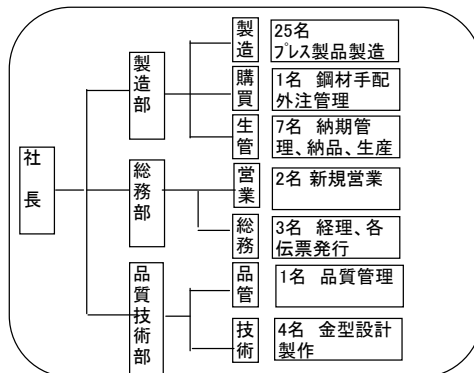 社長
製造部
製造
25名
プレス製品製造
購買
1名 鋼材手配
外注管理
生管
7名 納期管
理、納品、生産
総務部
営業
2名 新規営業
総務
3名 経理、各
伝票発行
品質技術部
品管
1名 品質管理
技術
4名 金型設計
製作